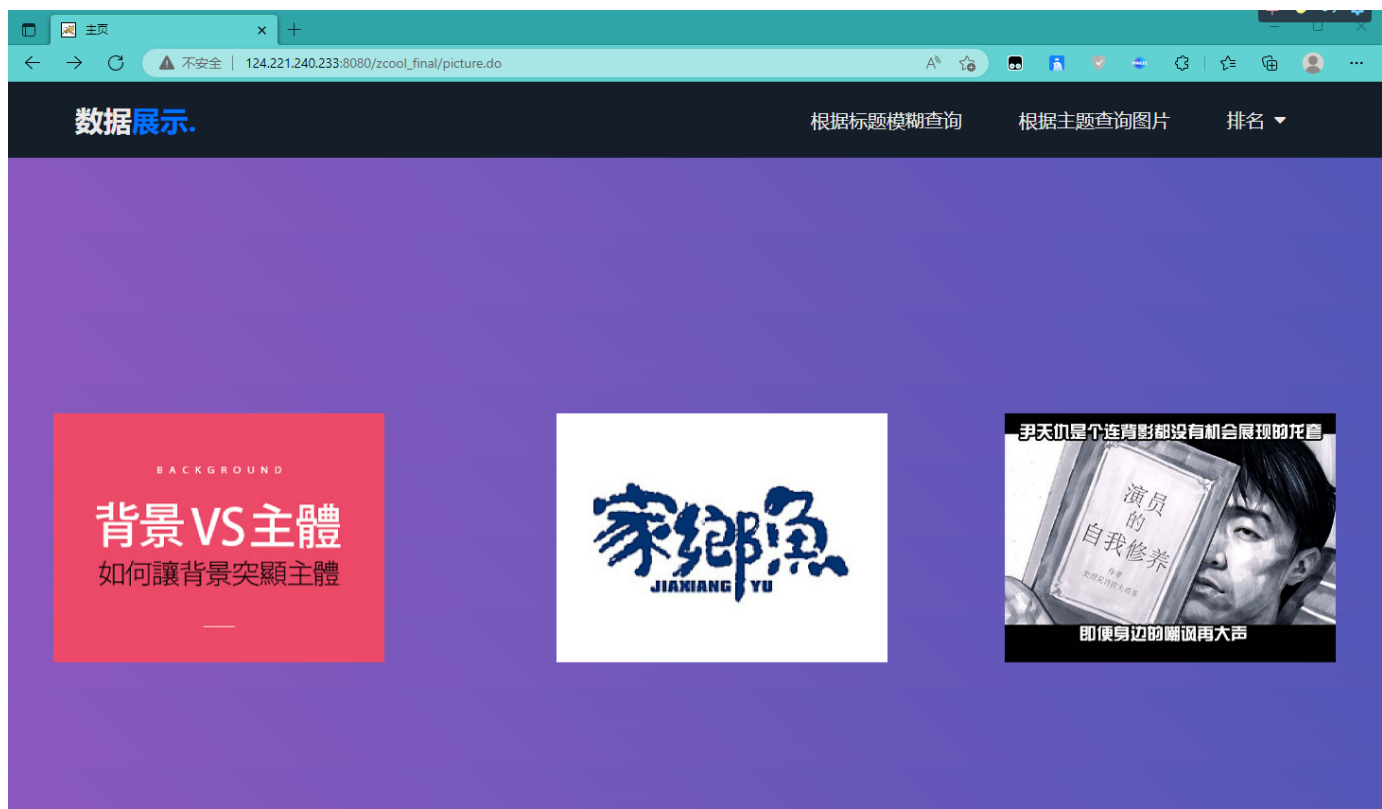 主页
不安全 124.221.240.233:8080/zcool_final/picture.do
数据展示.
根据标题模糊查询 根据主题查询图片 排名
BACKGROUND
背景VS主體
如何讓背景突顯主體
家鄉魚
JIAXIANG YU
尹天仇是个连背影都没有机会展现的龙套
演员
的
自我修养
作者
即便身边的嘲讽再大声